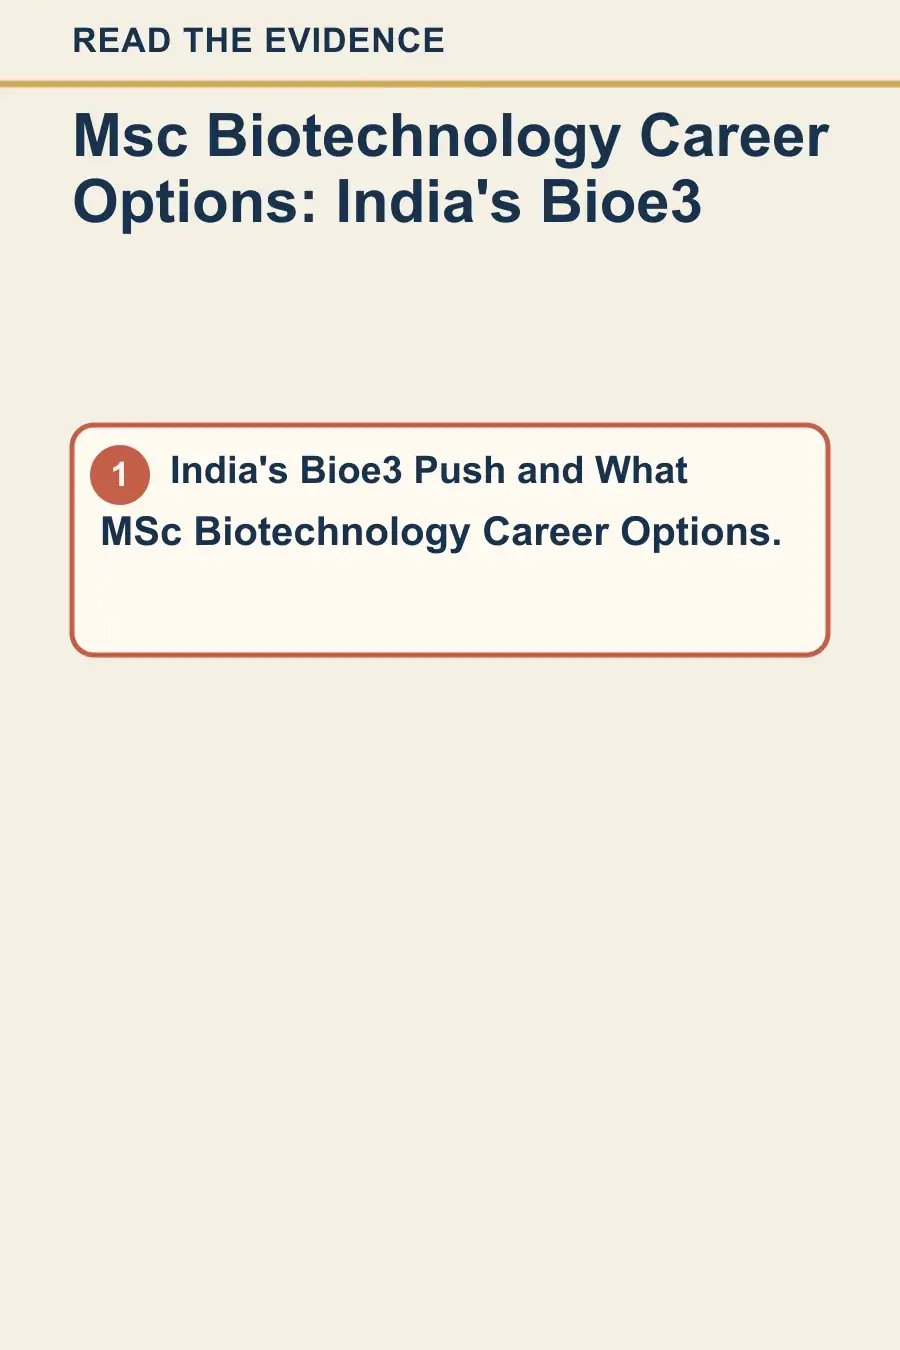 READ THE EVIDENCE
Msc Biotechnology Career
Options: India's Bioe3
1 India's Bioe3 Push and What
MSc Biotechnology Career Options.